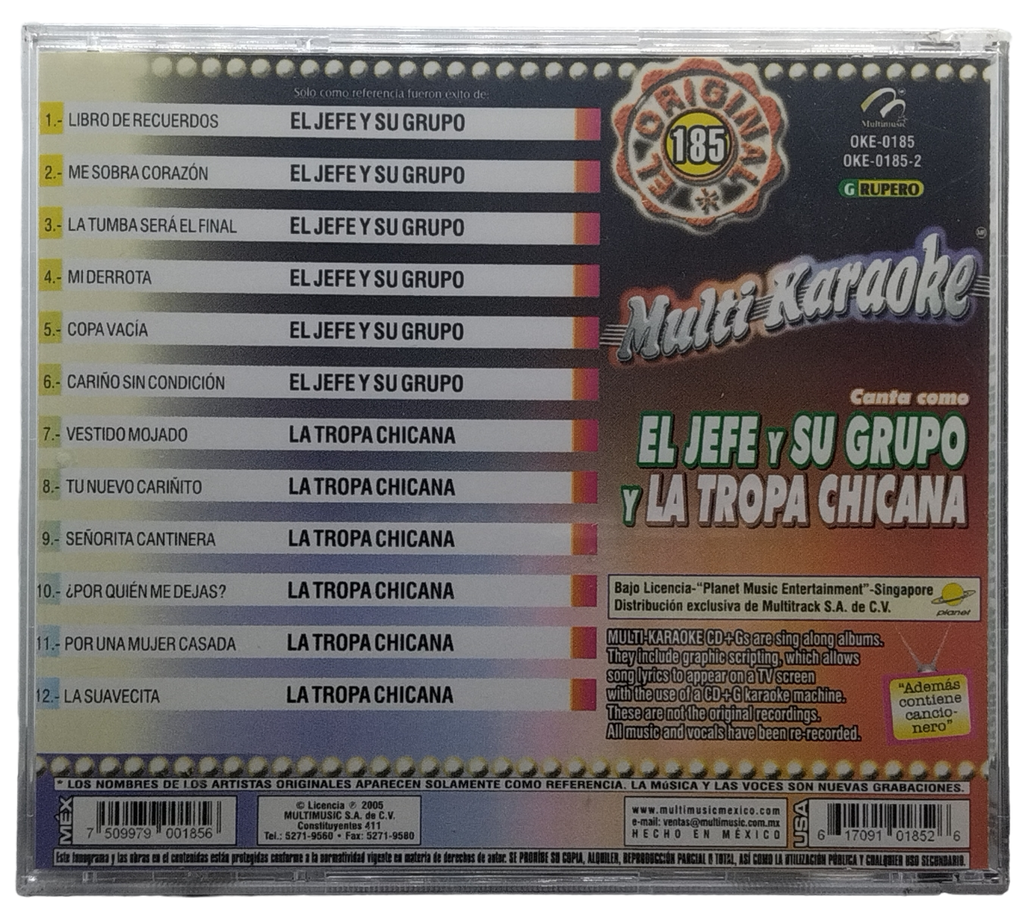 Solo como referencia fueron éxito de:
1.- LIBRO DE RECUERDOS EL JEFE Y SU GRUPO
2.- ME SOBRA CORAZÓN EL JEFE Y SU GRUPO
3.- LA TUMBA SERÁ EL FINAL EL JEFE Y SU GRUPO
4.- MI DERROTA EL JEFE Y SU GRUPO
5.- COPA VACÍA EL JEFE Y SU GRUPO
6.- CARIÑO SIN CONDICIÓN EL JEFE Y SU GRUPO
7.- VESTIDO MOJADO LA TROPA CHICANA
8.- TU NUEVO CARIÑITO LA TROPA CHICANA
9.- SEÑORITA CANTINERA LA TROPA CHICANA
10.- ¿POR QUIÉN ME DEJAS? LA TROPA CHICANA
11.- POR UNA MUJER CASADA LA TROPA CHICANA
12.- LA SUAVECITA LA TROPA CHICANA
EL ORIGINAL
185
Multimusic
OKE-0185
OKE-0185-2
GRUPERO
Multi Karaoke
Canta como
EL JEFE Y SU GRUPO
Y LA TROPA CHICANA
Bajo Licencia-"Planet Music Entertainment"-Singapore
Distribución exclusiva de Multitrack S.A. de C.V.
planet
MULTI-KARAOKE CD+Gs are sing along albums.
They include graphic scripting, which allows
song lyrics to appear on a TV screen
with the use of a CD+G karaoke machine.
These are not the original recordings.
All music and vocals have been re-recorded.
"Además
contiene
cancio-
nero"
* LOS NOMBRES DE LOS ARTISTAS ORIGINALES APARECEN SOLAMENTE COMO REFERENCIA. LA MúSICA Y LAS VOCES SON NUEVAS GRABACIONES.
MÉX
7 509979 001856
© Licencia ℗ 2005
MULTIMUSIC S.A. de C.V.
Constituyentes 411
Tel.: 5271-9560 • Fax: 5271-9580
www.multimusicmexico.com
e-mail: ventas@multimusic.com.mx
HECHO EN MÉXICO
USA
6 17091 01852 6
Este fonograma y las obras en el contenidas están protegidas conforme a la normatividad vigente en materia de derechos de autor. SE PROHIBE SU COPIA, ALQUILER, REPRODUCCIÓN PARCIAL O TOTAL, ASÍ COMO LA UTILIZACIÓN PÚBLICA Y CUALQUIER USO SECUNDARIO.